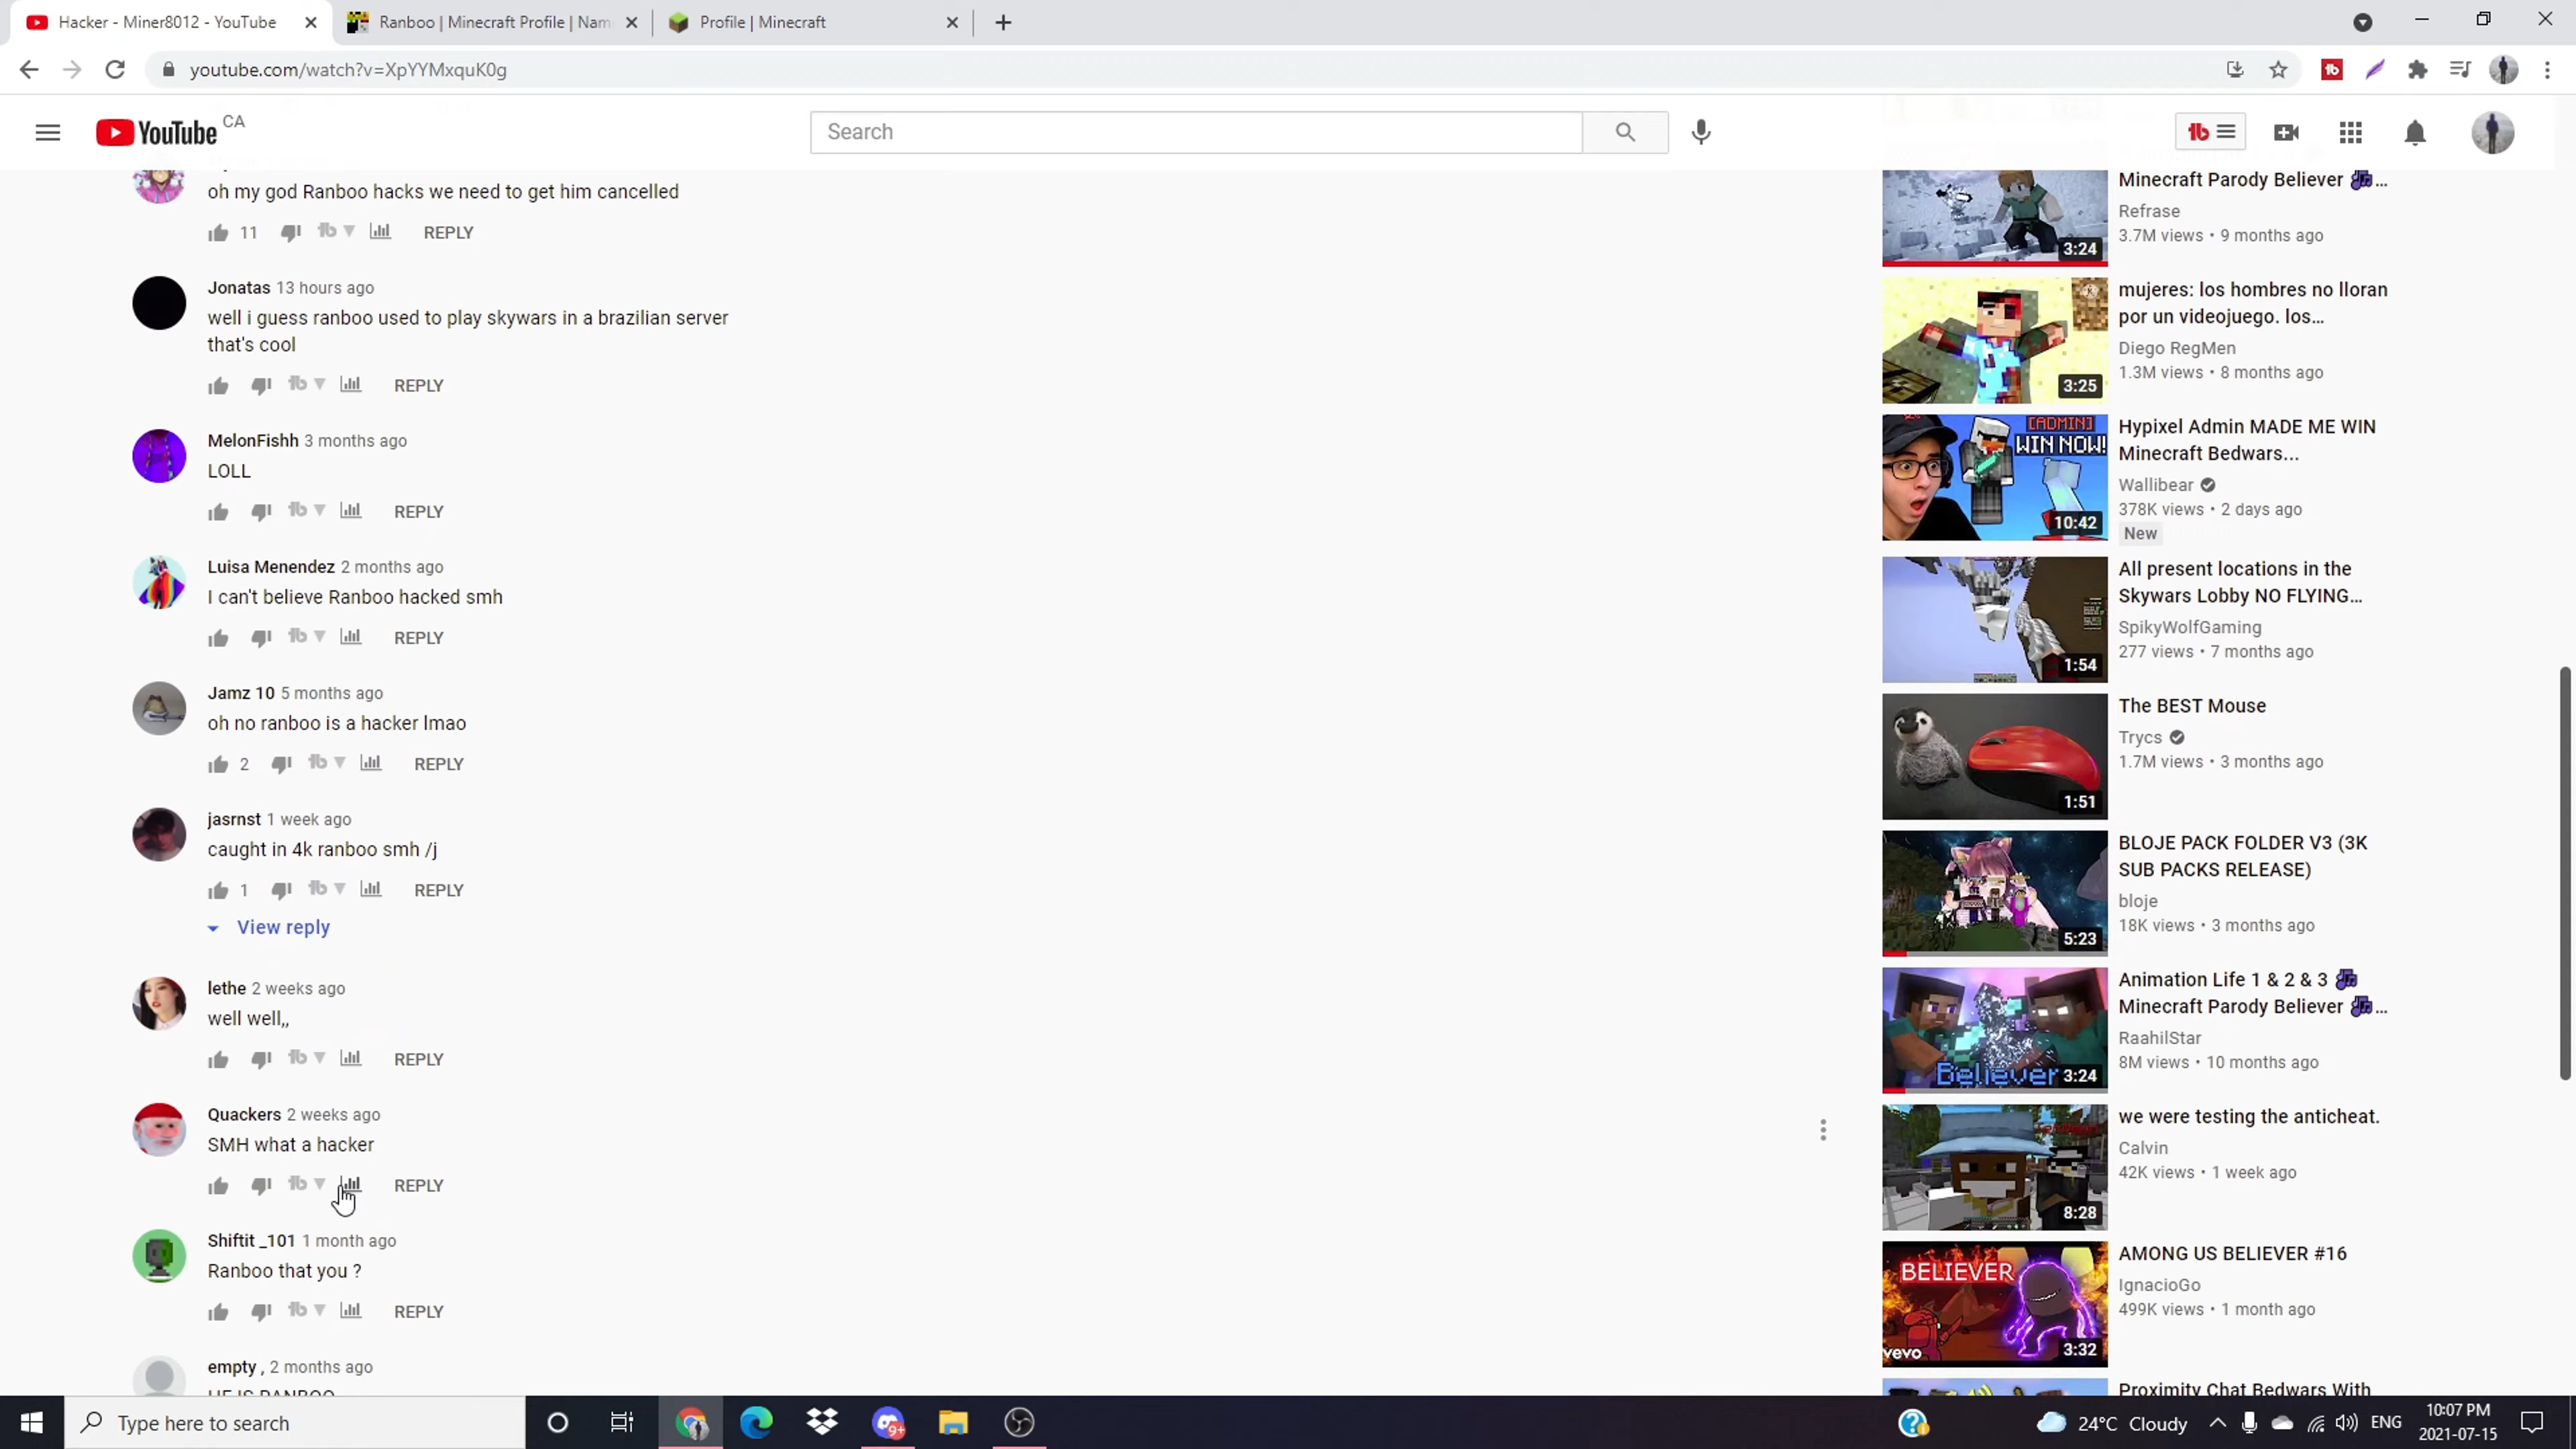 Hacker - Miner8012 - YouTube
Ranboo | Minecraft Profile | Nam
Profile | Minecraft
youtube.com/watch?v=XpYYMxquK0g
YouTube CA
Search
oh my god Ranboo hacks we need to get him cancelled
11 REPLY
Jonatas 13 hours ago
well i guess ranboo used to play skywars in a brazilian server
that's cool
REPLY
MelonFishh 3 months ago
LOLL
REPLY
Luisa Menendez 2 months ago
I can't believe Ranboo hacked smh
REPLY
Jamz 10 5 months ago
oh no ranboo is a hacker lmao
2 REPLY
jasrnst 1 week ago
caught in 4k ranboo smh /j
1 REPLY
View reply
lethe 2 weeks ago
well well,,
REPLY
Quackers 2 weeks ago
SMH what a hacker
REPLY
Shiftit _101 1 month ago
Ranboo that you ?
REPLY
empty , 2 months ago
HE IS RANBOO
Minecraft Parody Believer 🎶...
Refrase
3.7M views • 9 months ago
3:24
mujeres: los hombres no lloran
por un videojuego. los...
Diego RegMen
1.3M views • 8 months ago
3:25
[ADMIN]
WIN NOW!
10:42
Hypixel Admin MADE ME WIN
Minecraft Bedwars...
Wallibear
378K views • 2 days ago
New
All present locations in the
Skywars Lobby NO FLYING...
SpikyWolfGaming
277 views • 7 months ago
1:54
The BEST Mouse
Trycs
1.7M views • 3 months ago
1:51
BLOJE PACK FOLDER V3 (3K
SUB PACKS RELEASE)
bloje
18K views • 3 months ago
5:23
Animation Life 1 & 2 & 3 🎶
Minecraft Parody Believer 🎶...
RaahilStar
8M views • 10 months ago
Believer 3:24
we were testing the anticheat.
Calvin
42K views • 1 week ago
8:28
AMONG US BELIEVER #16
IgnacioGo
499K views • 1 month ago
BELIEVER
vevo
3:32
Proximity Chat Bedwars With
Type here to search
9+
24°C Cloudy
ENG
10:07 PM
2021-07-15